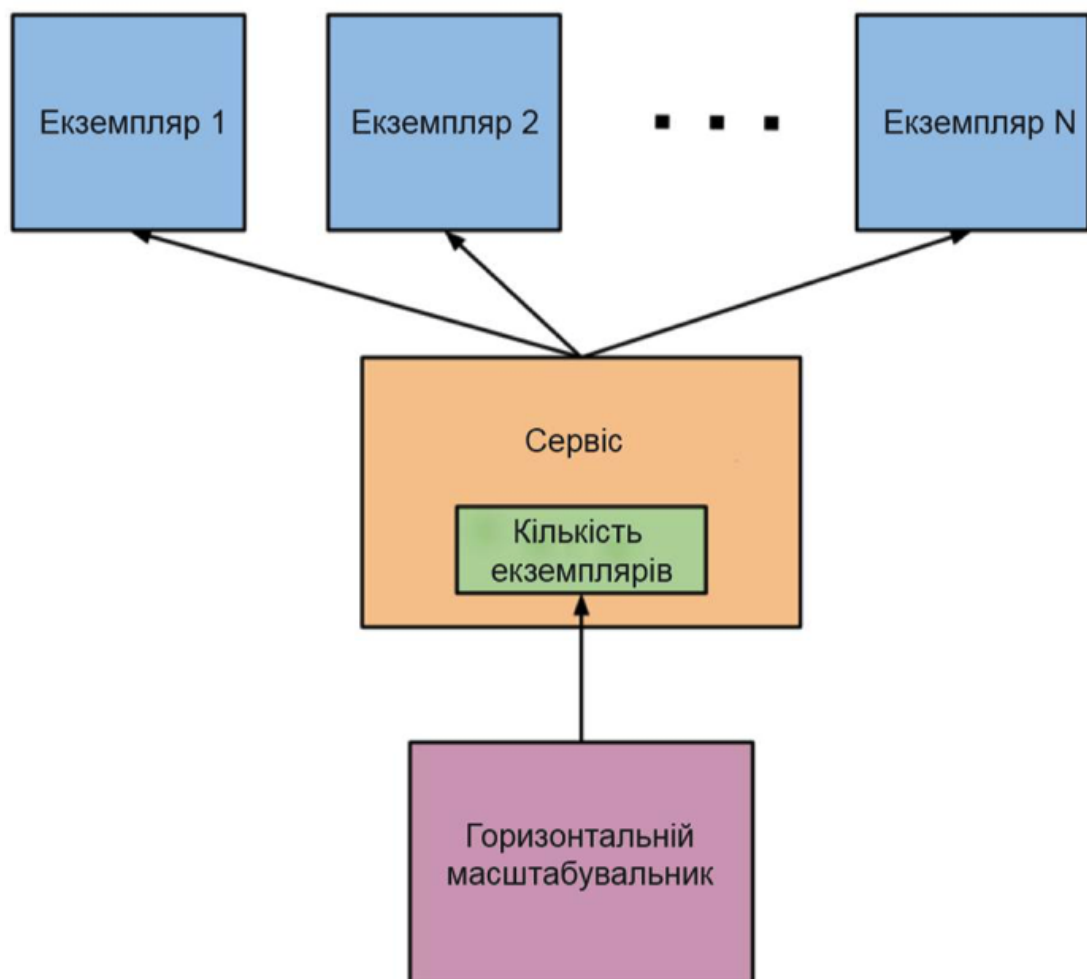 Екземпляр 1
Екземпляр 2
Екземпляр N
Сервіс
Кількість
екземплярів
Горизонтальній
масштабувальник